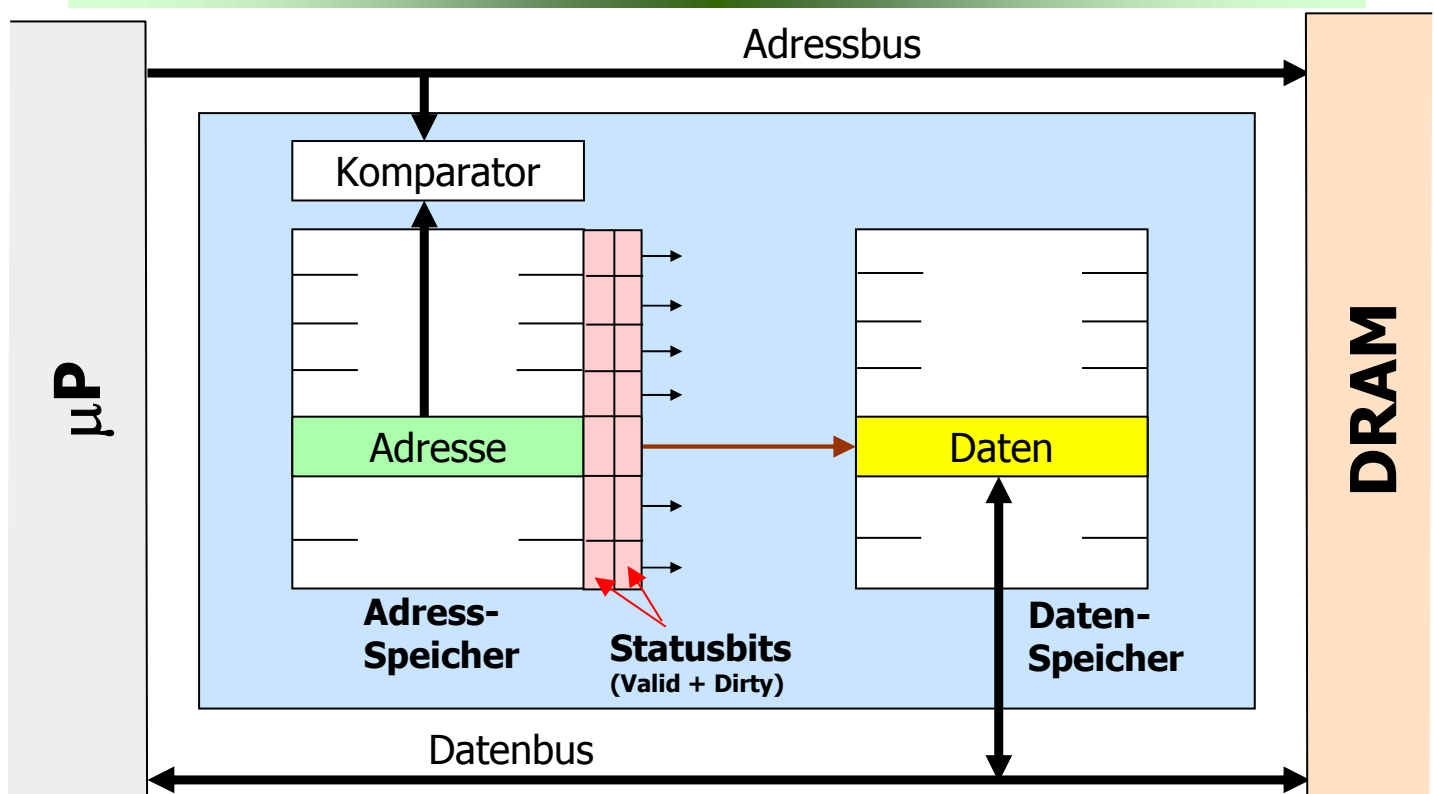 Adressbus
Komparator
µP
DRAM
Adresse
Daten
Adress-
Speicher
Statusbits
(Valid + Dirty)
Daten-
Speicher
Datenbus